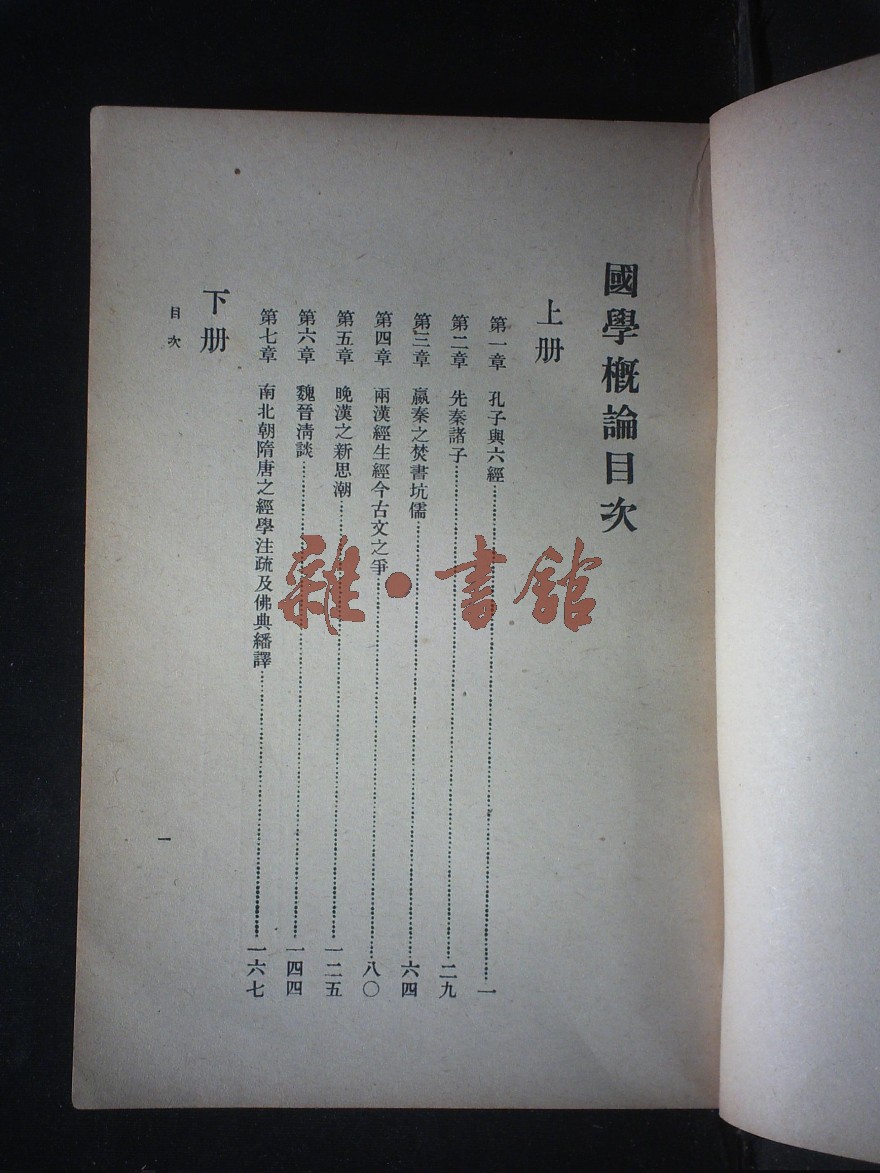 國學概論目次
上册
第一章 孔子與六經………一
第二章 先秦諸子………二九
第三章 嬴秦之焚書坑儒………六四
第四章 兩漢經生經今古文之爭………八〇
第五章 晚漢之新思潮………一二五
第六章 魏晉淸談………一四四
第七章 南北朝隋唐之經學注疏及佛典繙譯………一六七
下册
目次
一
雜·書館